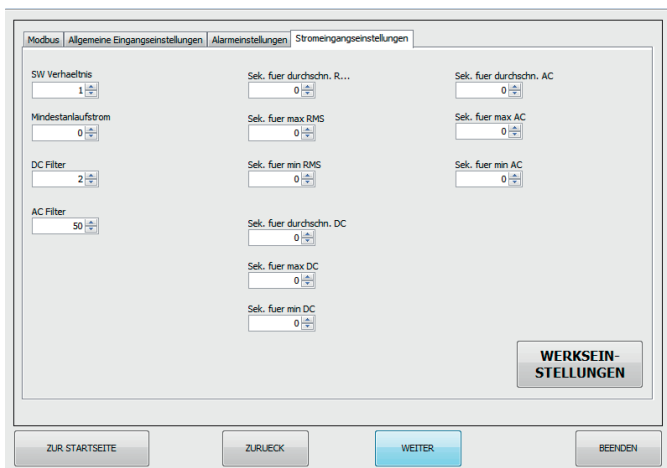 Modbus Allgemeine Eingangseinstellungen Alarmeinstellungen Stromeingangseinstellungen
SW Verhaeltnis
1
Mindestanlaufstrom
0
DC Filter
2
AC Filter
50
Sek. fuer durchschn. R...
0
Sek. fuer max RMS
0
Sek. fuer min RMS
0
Sek. fuer durchschn. DC
0
Sek. fuer max DC
0
Sek. fuer min DC
0
Sek. fuer durchschn. AC
0
Sek. fuer max AC
0
Sek. fuer min AC
0
WERKSEIN-
STELLUNGEN
ZUR STARTSEITE ZURUECK WEITER BEENDEN